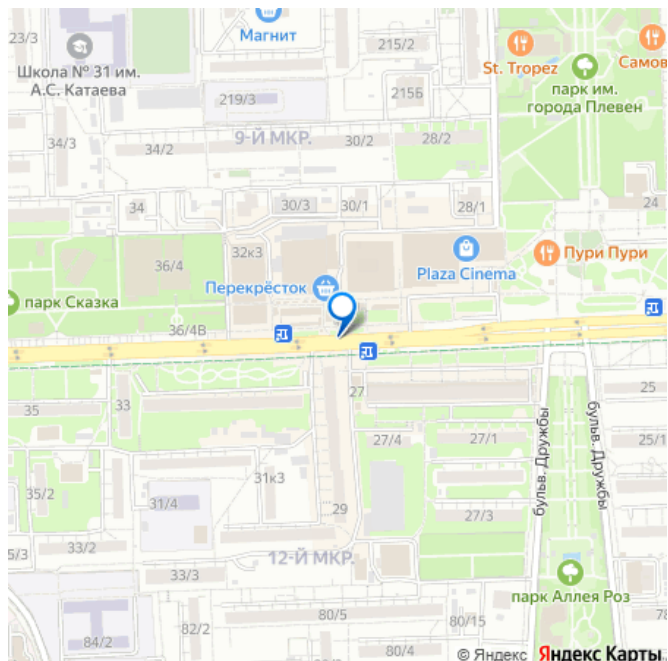 23/3
Магнит
215/2
St. Tropez
Самов
Школа № 31 им.
А.С. Катаева
парк им.
города Плевен
219/3
215Б
34/3
9-Й МКР.
34/2
30/2
28/2
34
30/3
30/1
28/1
24
32к3
36/4
Plaza Cinema
Пури Пури
Перекрёсток
парк Сказка
36/4В
35
33
27
25
27/4
27/1
25/1
бульв. Дружбы
бульв. Дружбы
35/2
31/4
31к3
29
27/3
5/3
33/2
12-Й МКР.
33/3
парк Аллея Роз
80/5
80/15
78
84/2
82/2
80/4
© Яндекс Яндекс Карты